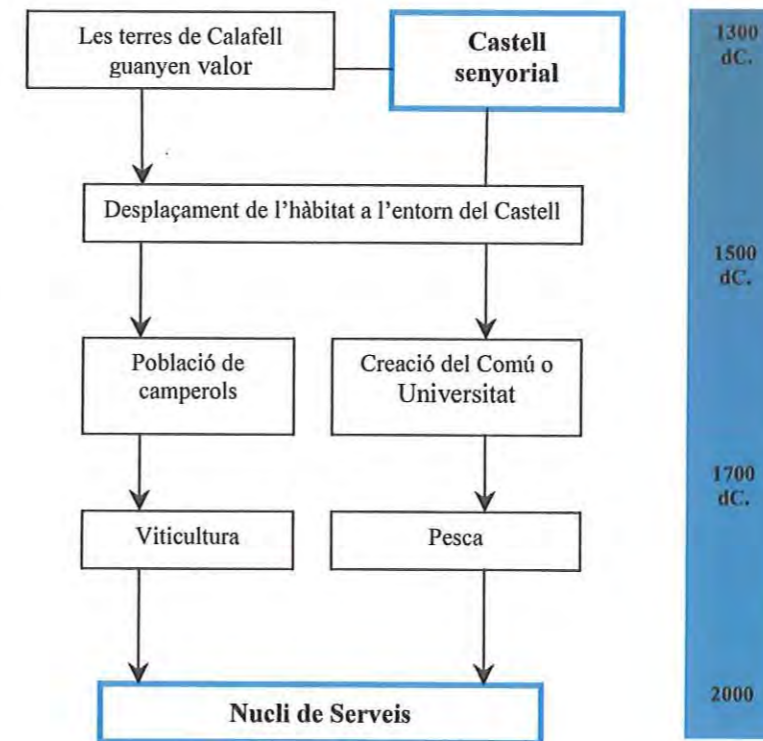 Les terres de Calafell
guanyen valor
Castell
senyorial
1300
dC.
Desplaçament de l'hàbitat a l'entorn del Castell
1500
dC.
Població de
camperols
Creació del Comú o
Universitat
1700
dC.
Viticultura
Pesca
Nucli de Serveis
2000